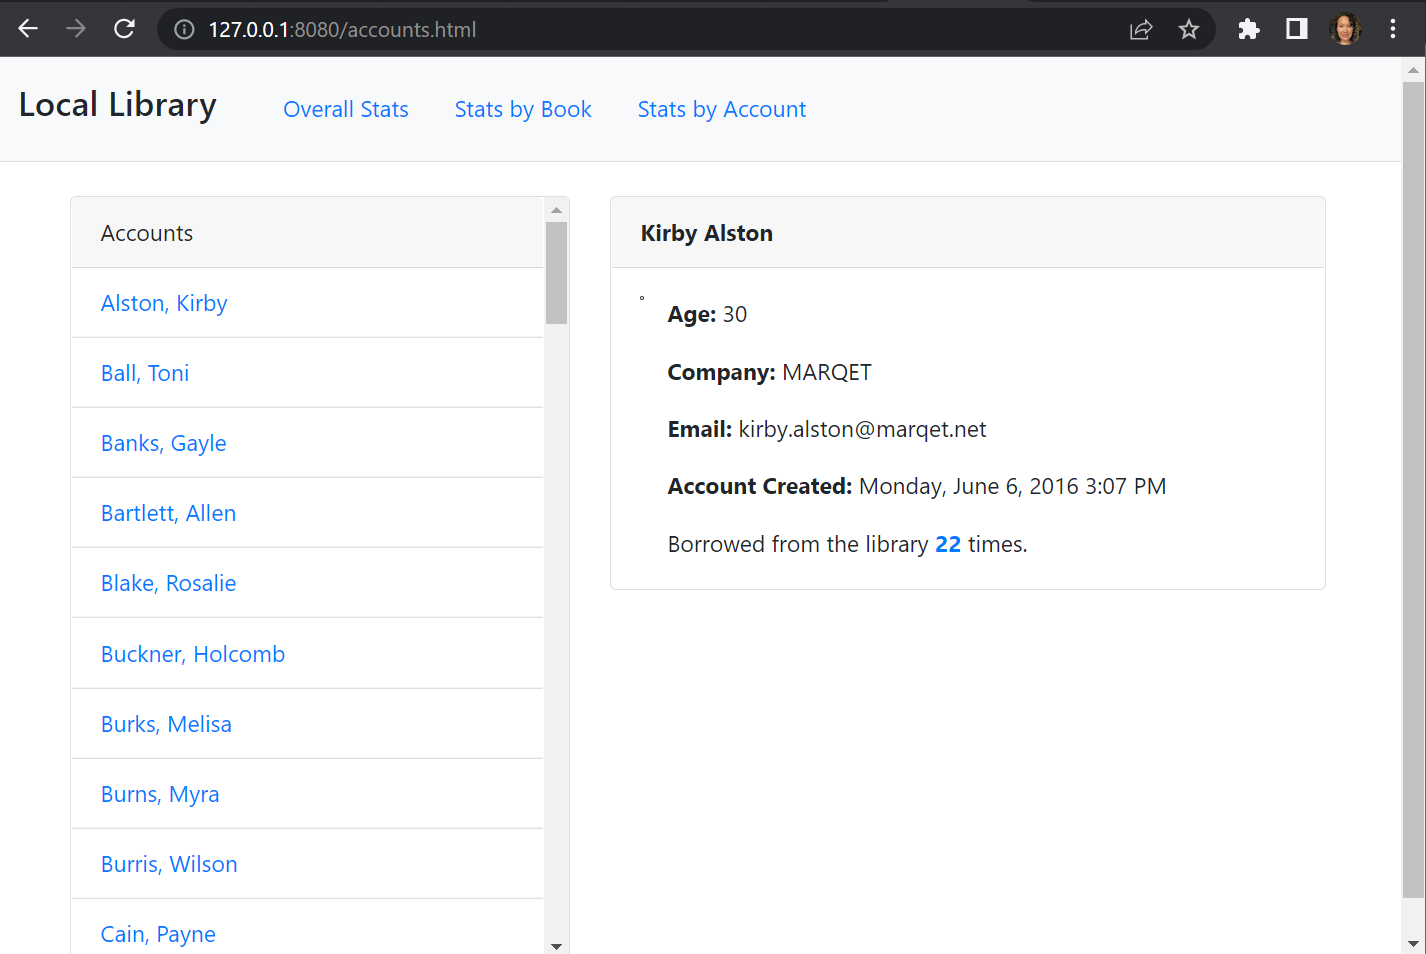 127.0.0.1:8080/accounts.html
Local Library
Overall Stats
Stats by Book
Stats by Account
Accounts
Alston, Kirby
Ball, Toni
Banks, Gayle
Bartlett, Allen
Blake, Rosalie
Buckner, Holcomb
Burks, Melisa
Burns, Myra
Burris, Wilson
Cain, Payne
Kirby Alston
Age: 30
Company: MARQET
Email: kirby.alston@marqet.net
Account Created: Monday, June 6, 2016 3:07 PM
Borrowed from the library 22 times.